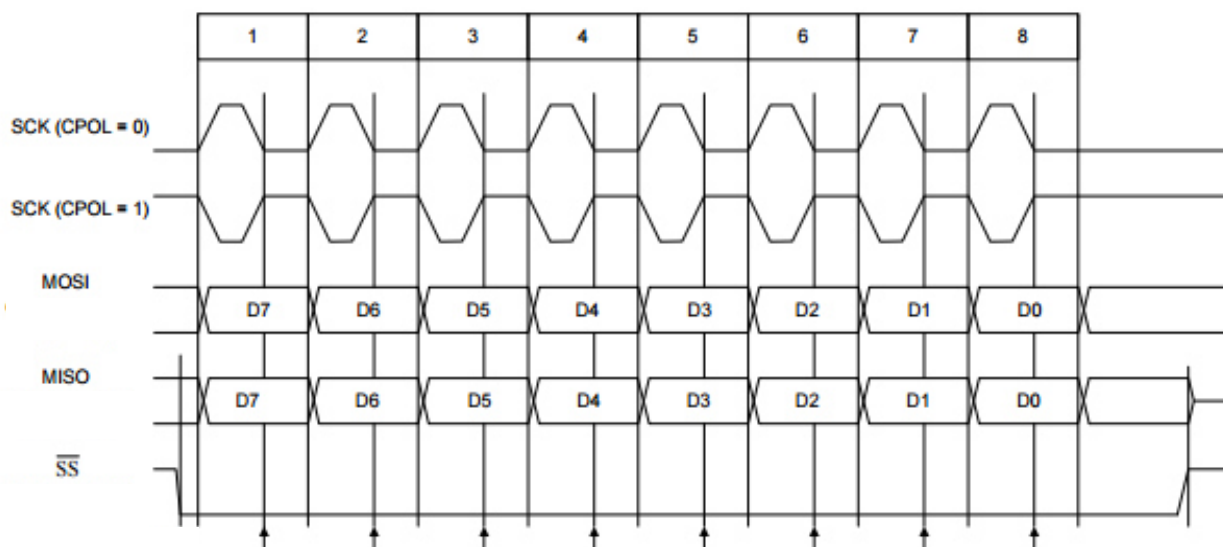 1 2 3 4 5 6 7 8
SCK (CPOL = 0)
SCK (CPOL = 1)
MOSI
D7 D6 D5 D4 D3 D2 D1 D0
MISO
D7 D6 D5 D4 D3 D2 D1 D0
S̅S̅